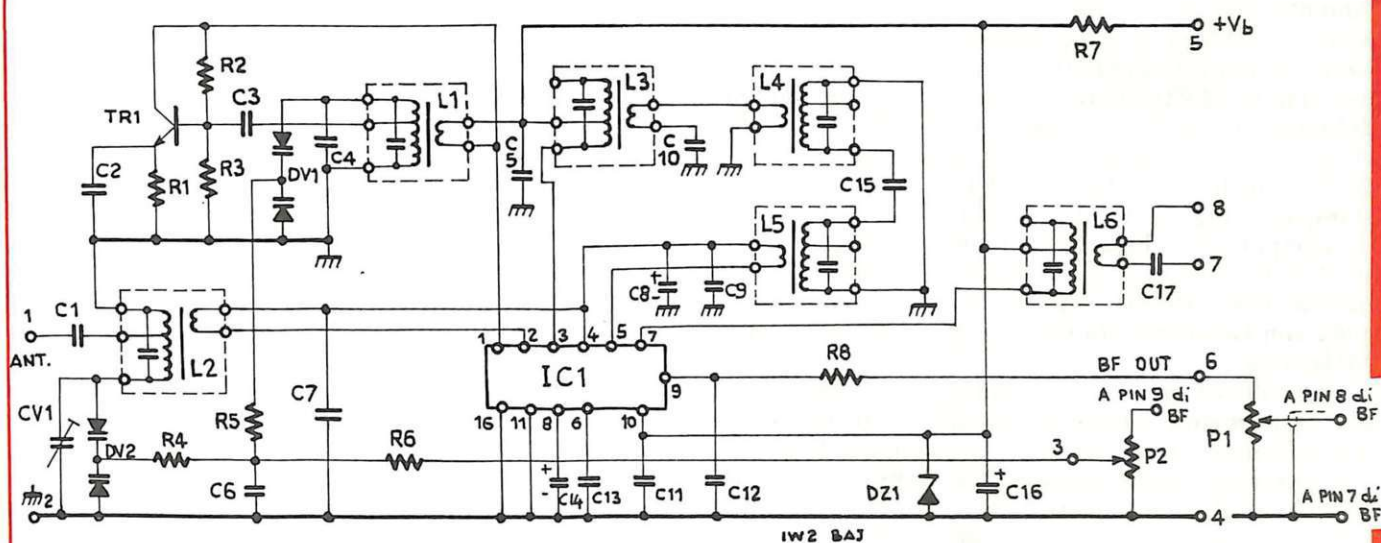 +Vb
5
R7
R2
C3
L1
L3
L4
TR1
C4
C5
C10
C2
R1
R3
DV1
C15
L5
L6
8
7
C17
C8
+
-
C9
1
C1
ANT.
L2
1 2 3 4 5 7
IC1
9
R8
BF OUT
6
A PIN 9 di
BF
A PIN 8 di
BF
P1
CV1
R5
C7
16 11 8 6 10
DV2
R4
R6
3
P2
2
C6
+
-
C14
C13
C11
C12
DZ1
+
C16
4
A PIN 7 di
BF
IW2 BAJ